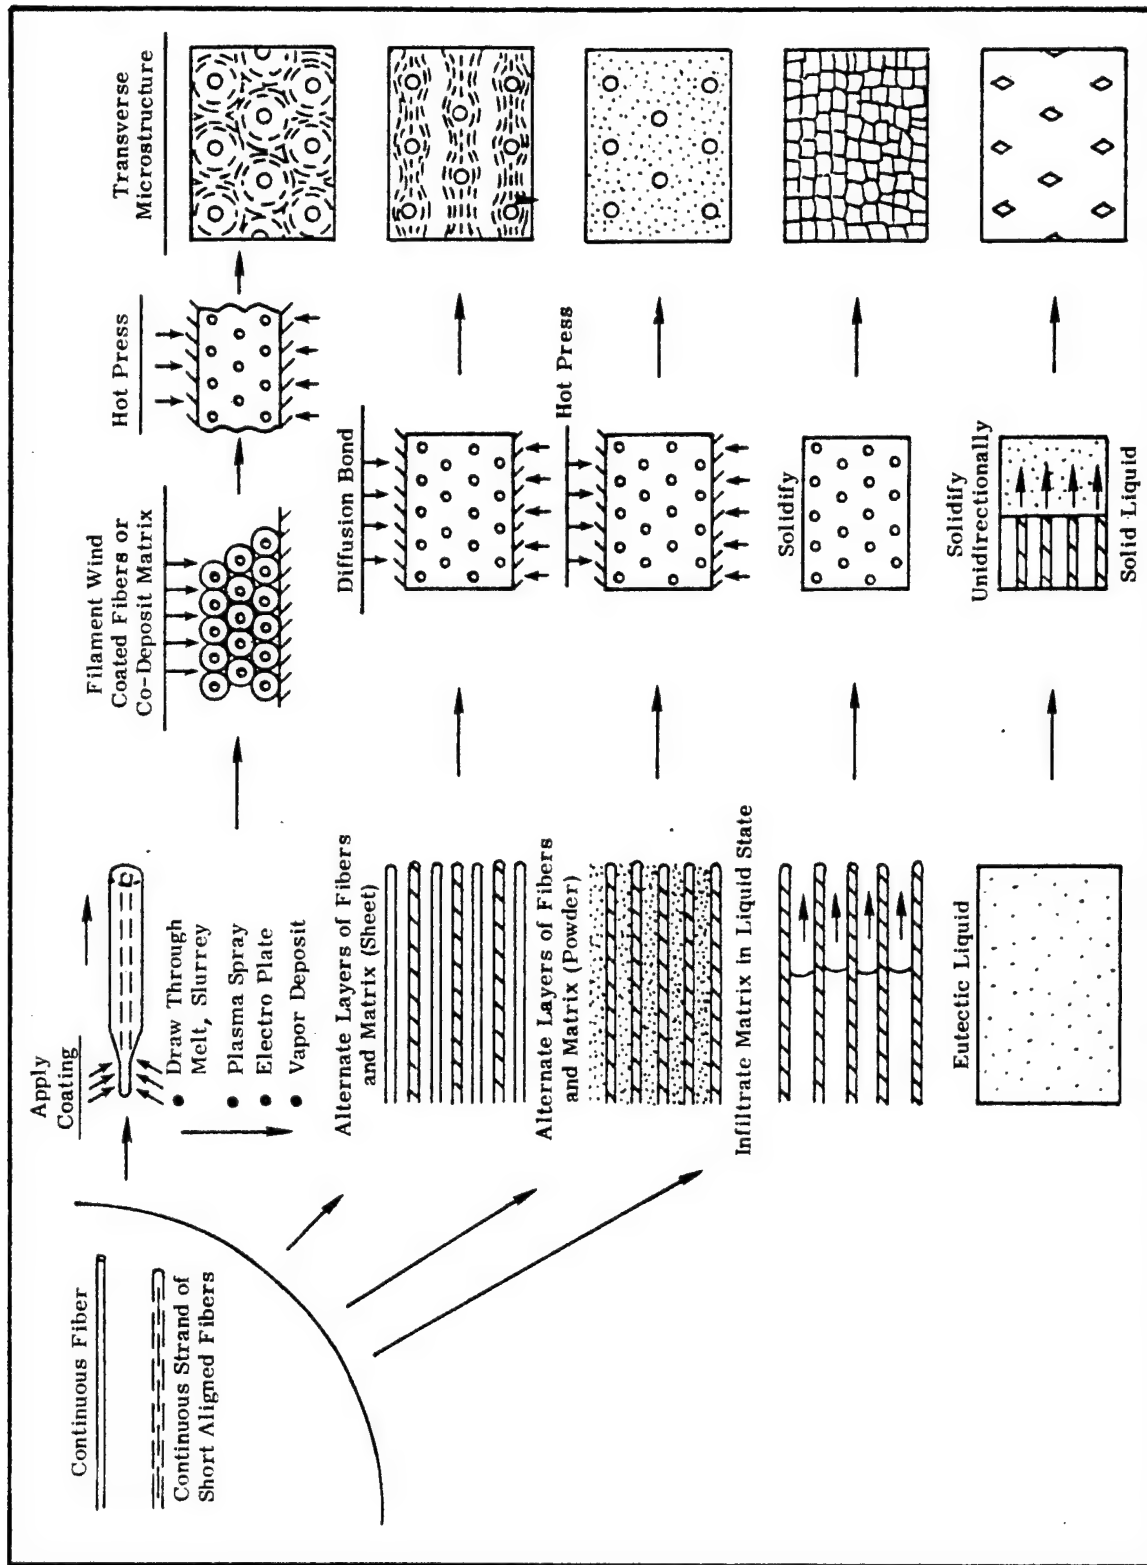 Continuous Fiber
Continuous Strand of
Short Aligned Fibers
Apply
Coating
● Draw Through
Melt, Slurrey
● Plasma Spray
● Electro Plate
● Vapor Deposit
Filament Wind
Coated Fibers or
Co-Deposit Matrix
Hot Press
Transverse
Microstructure
Alternate Layers of Fibers
and Matrix (Sheet)
Diffusion Bond
Alternate Layers of Fibers
and Matrix (Powder)
Hot Press
Infiltrate Matrix in Liquid State
Solidify
Eutectic Liquid
Solidify
Unidirectionally
Solid Liquid